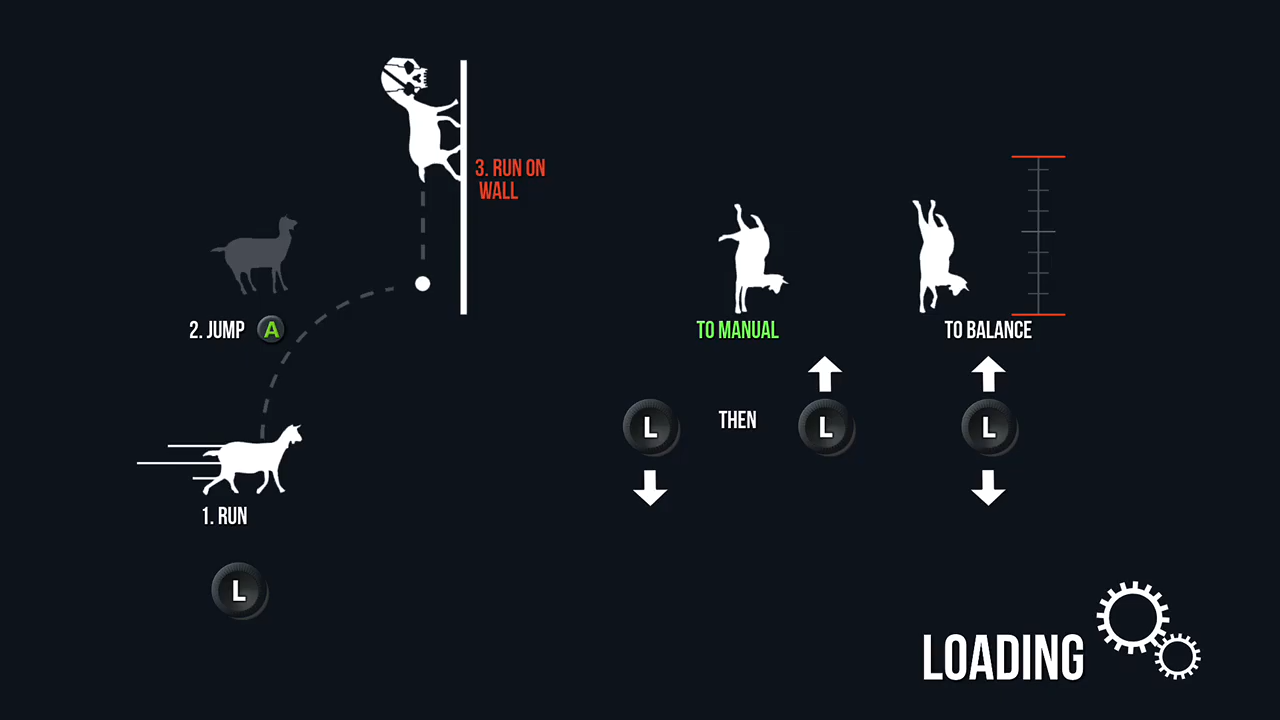 3. RUN ON
WALL
2. JUMP A
1. RUN
L
TO MANUAL
L THEN L
TO BALANCE
L
LOADING